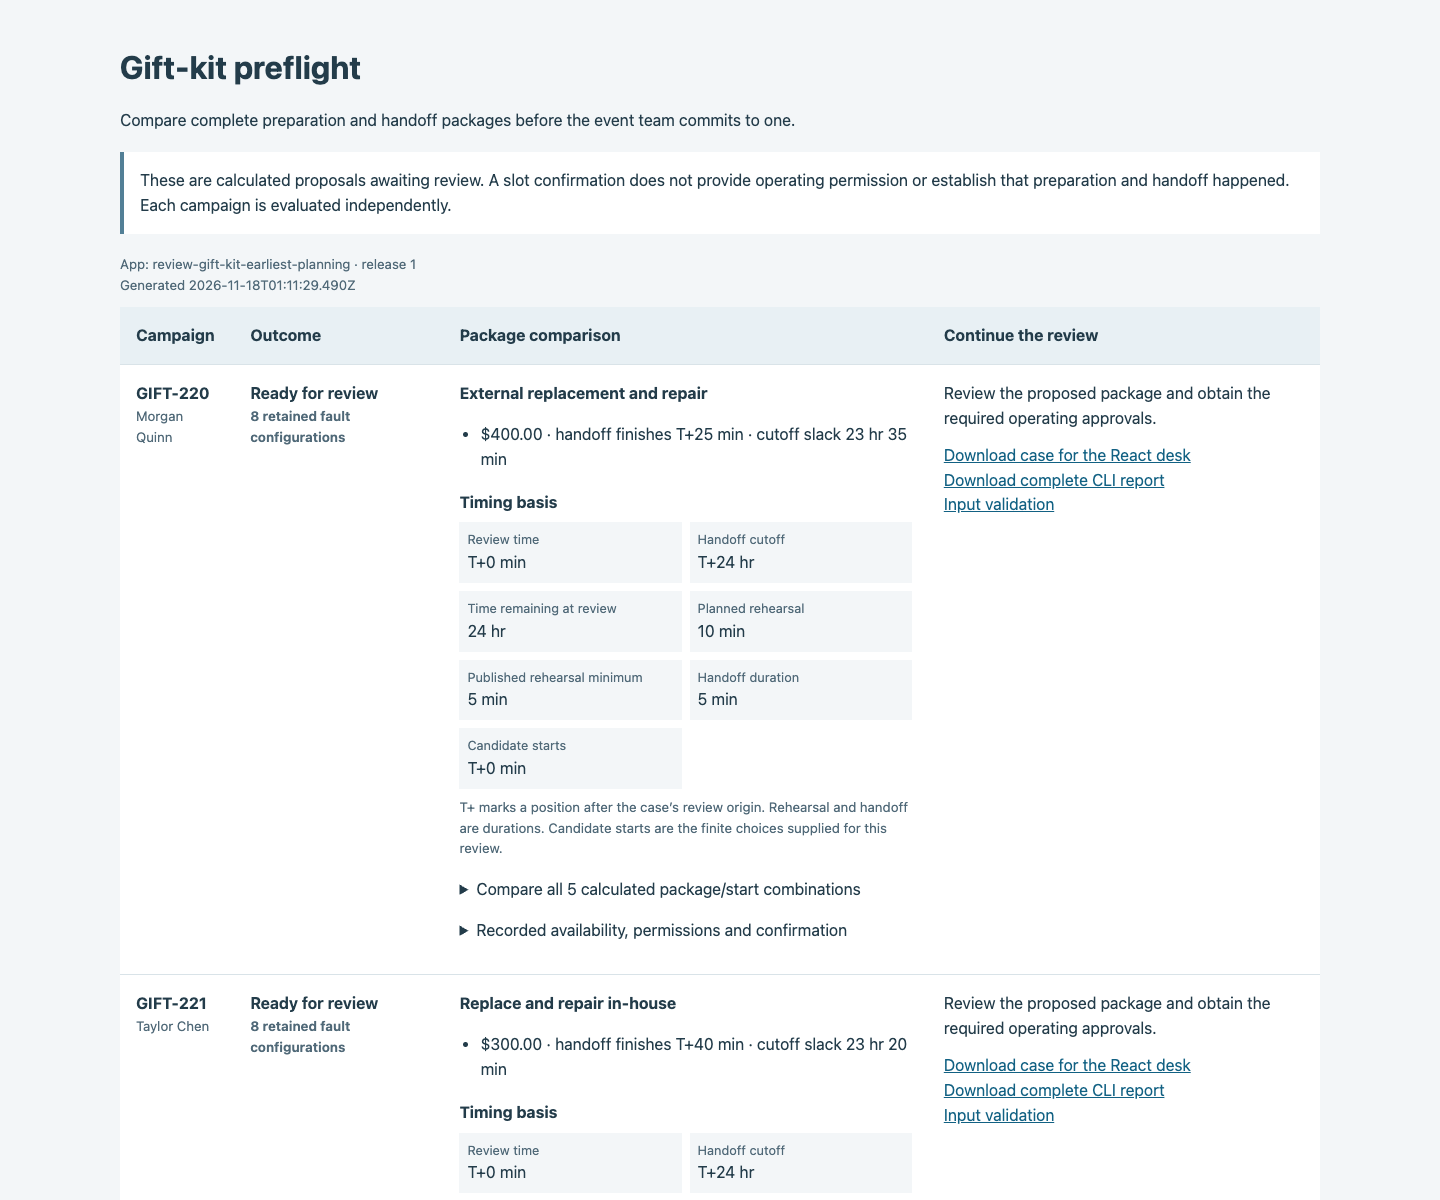 Gift-kit preflight
Compare complete preparation and handoff packages before the event team commits to one.
These are calculated proposals awaiting review. A slot confirmation does not provide operating permission or establish that preparation and handoff happened.
Each campaign is evaluated independently.
App: review-gift-kit-earliest-planning · release 1
Generated 2026-11-18T01:11:29.490Z
Campaign
Outcome
Package comparison
Continue the review
GIFT-220
Morgan
Quinn
Ready for review
8 retained fault
configurations
External replacement and repair
• $400.00 · handoff finishes T+25 min · cutoff slack 23 hr 35
min
Timing basis
Review time
T+0 min
Handoff cutoff
T+24 hr
Time remaining at review
24 hr
Planned rehearsal
10 min
Published rehearsal minimum
5 min
Handoff duration
5 min
Candidate starts
T+0 min
T+ marks a position after the case's review origin. Rehearsal and handoff
are durations. Candidate starts are the finite choices supplied for this
review.
▶ Compare all 5 calculated package/start combinations
▶ Recorded availability, permissions and confirmation
Review the proposed package and obtain the
required operating approvals.
Download case for the React desk
Download complete CLI report
Input validation
GIFT-221
Taylor Chen
Ready for review
8 retained fault
configurations
Replace and repair in-house
• $300.00 · handoff finishes T+40 min · cutoff slack 23 hr 20
min
Timing basis
Review time
T+0 min
Handoff cutoff
T+24 hr
Review the proposed package and obtain the
required operating approvals.
Download case for the React desk
Download complete CLI report
Input validation